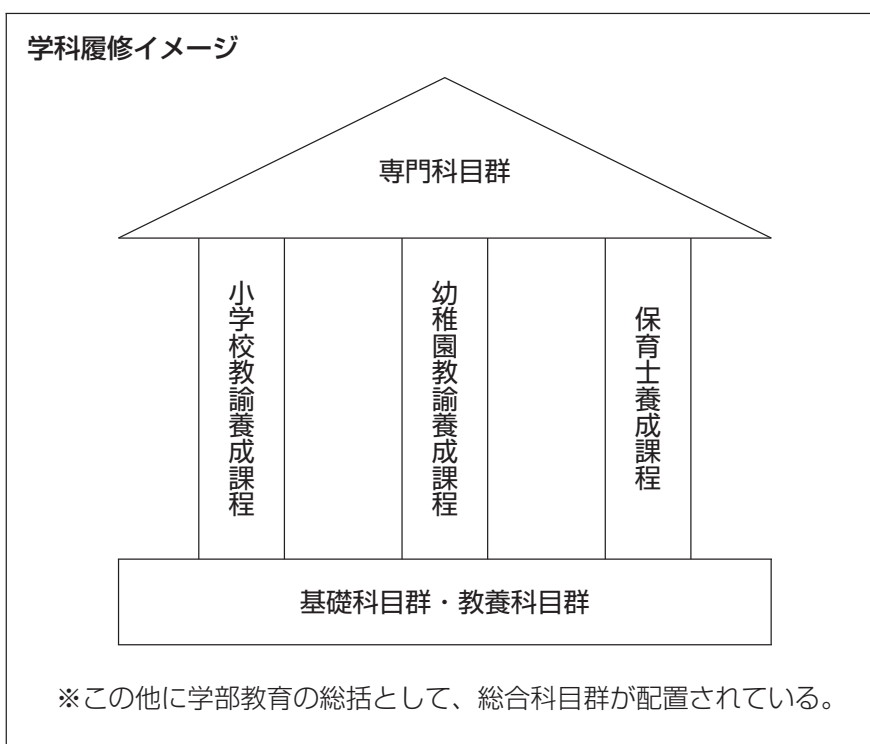 学科履修イメージ
専門科目群
小学校教諭養成課程
幼稚園教諭養成課程
保育士養成課程
基礎科目群・教養科目群
※この他に学部教育の総括として、総合科目群が配置されている。